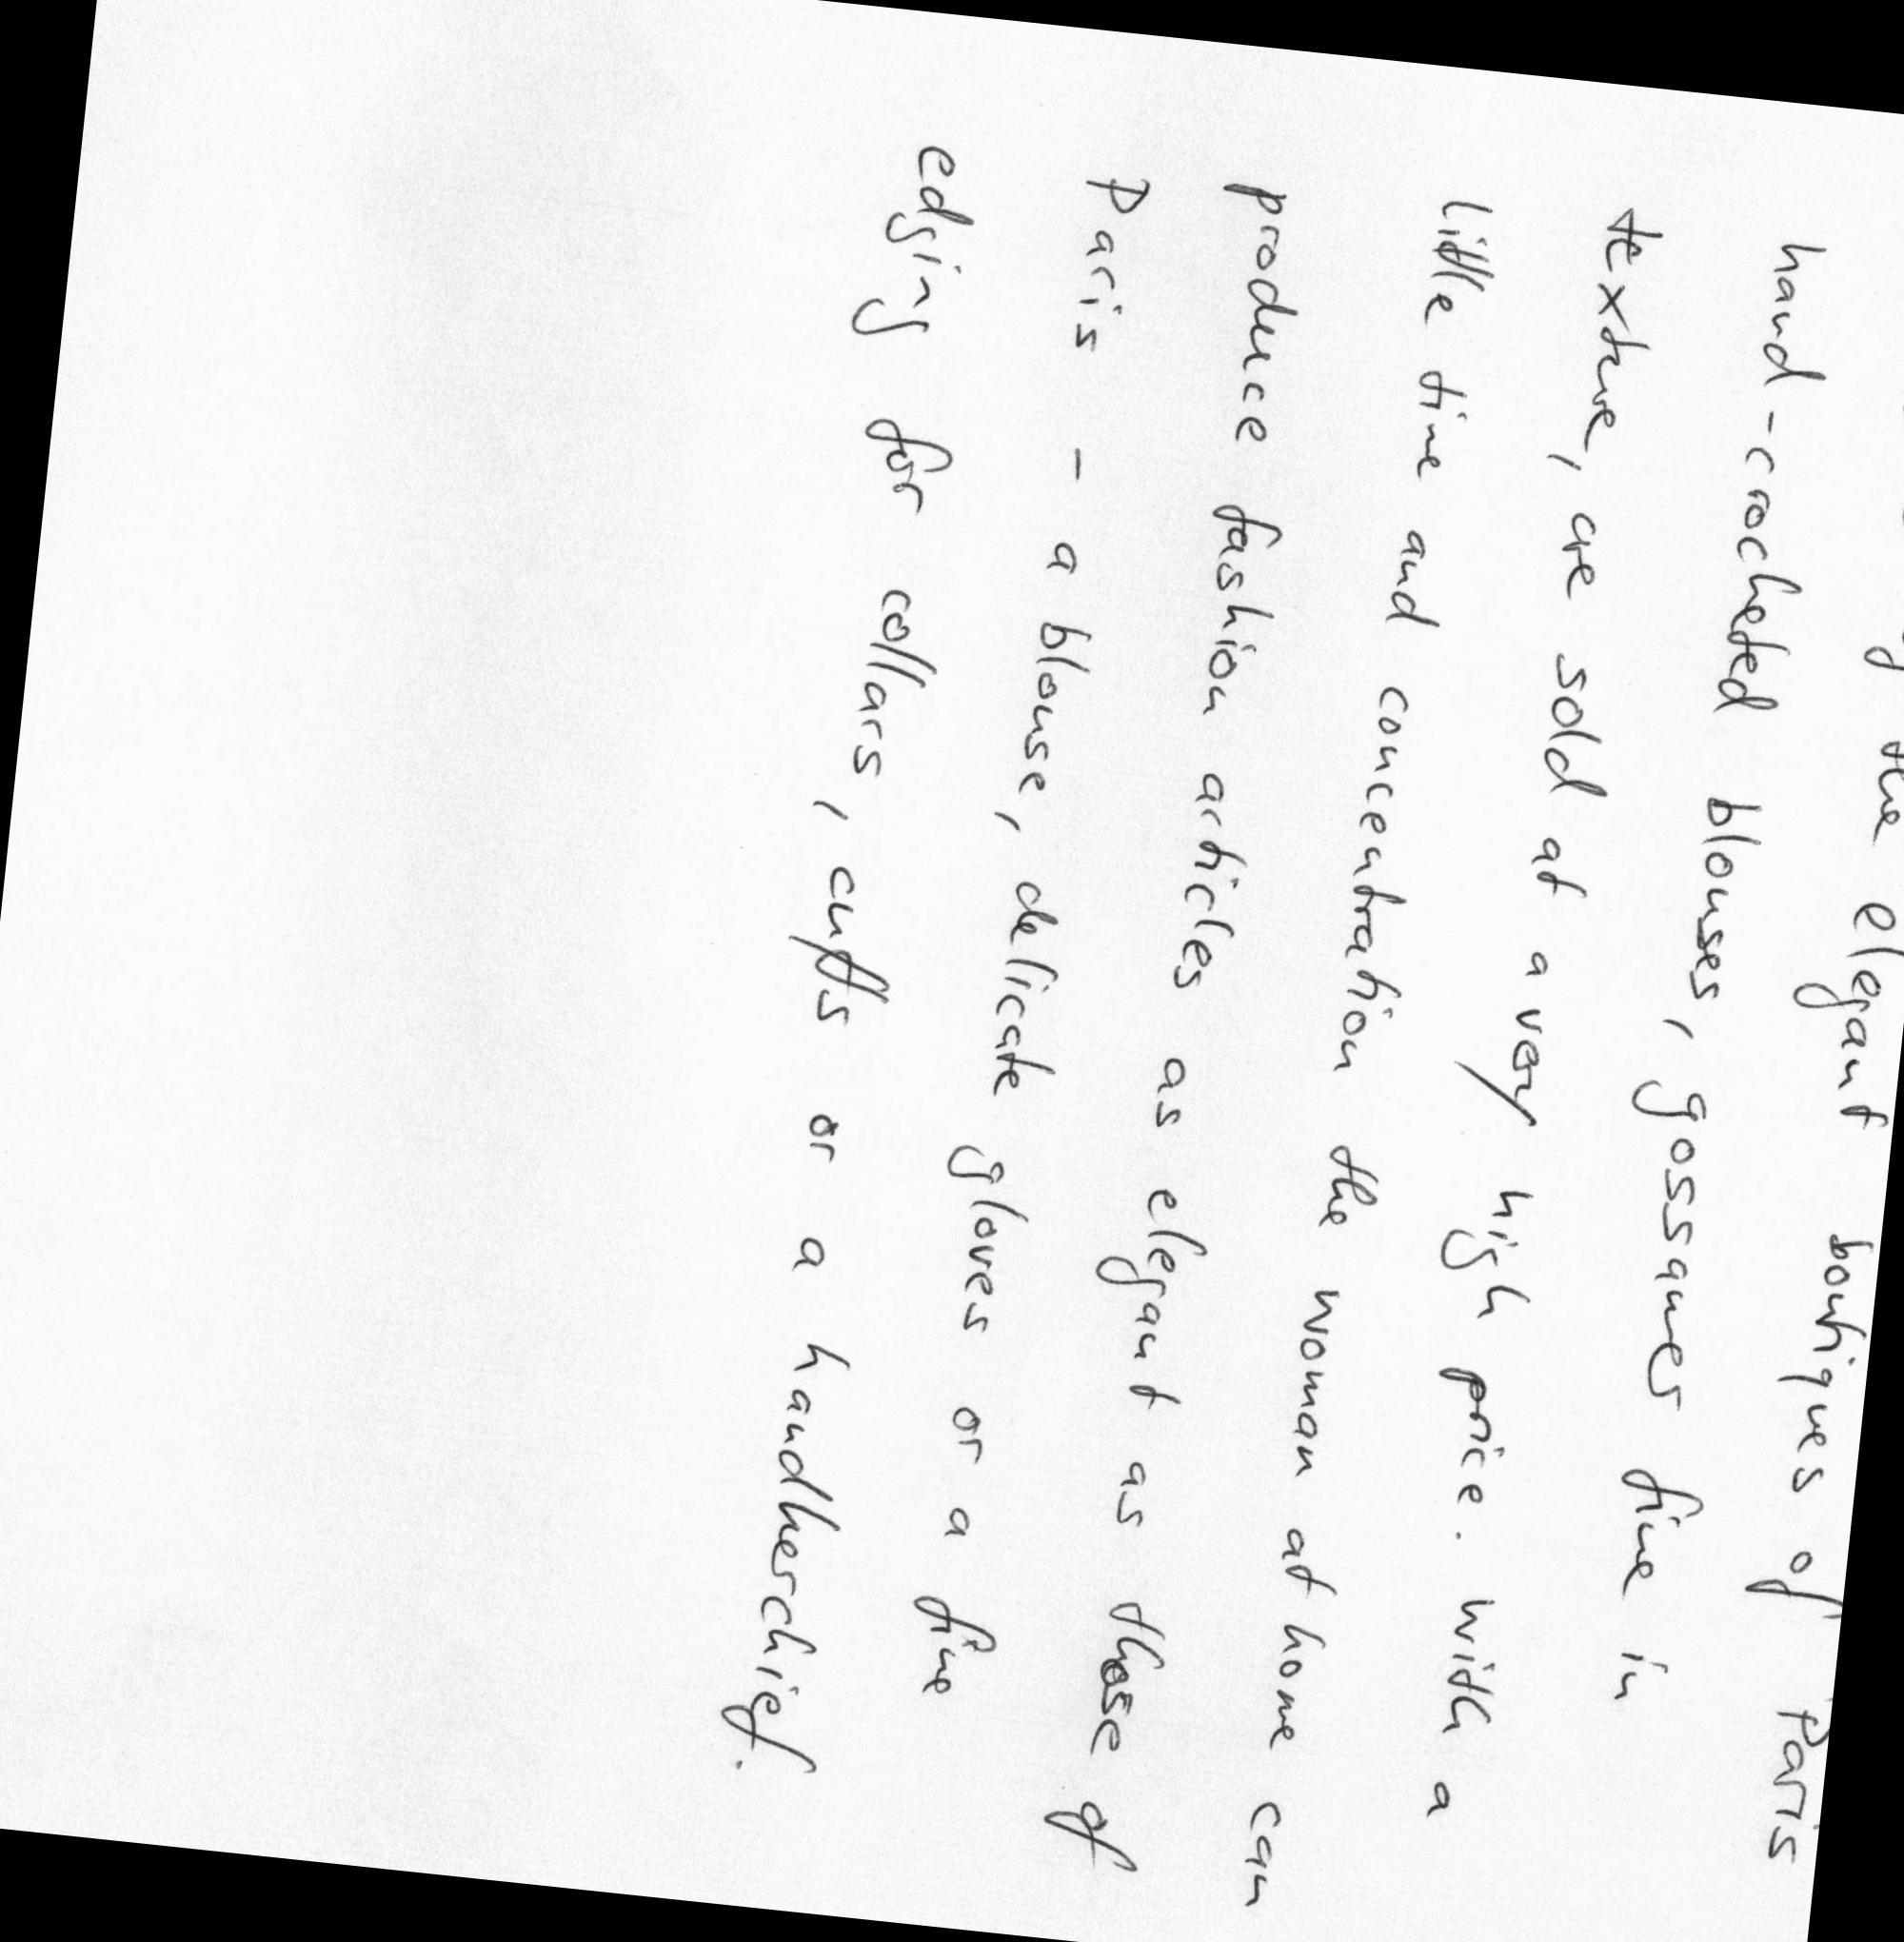 the elegant boutiques of Paris
hand-crocheted blouses, gossamer fine in
texture, are sold at a very high price. With a
little time and concentration the woman at home can
produce fashion articles as elegant as those of
Paris - a blouse, delicate gloves or a fine
edging for collars, cuffs or a handkerchief.